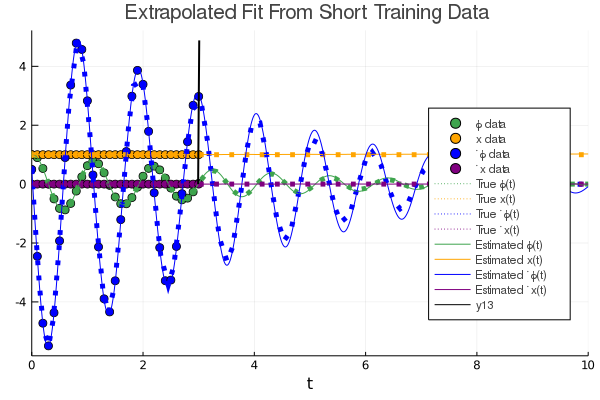 Extrapolated Fit From Short Training Data
4
2
0
-2
-4
ϕ data
x data
˙ϕ data
˙x data
True ϕ(t)
True x(t)
True ˙ϕ(t)
True ˙x(t)
Estimated ϕ(t)
Estimated x(t)
Estimated ˙ϕ(t)
Estimated ˙x(t)
y13
0 2 4 6 8 10
t